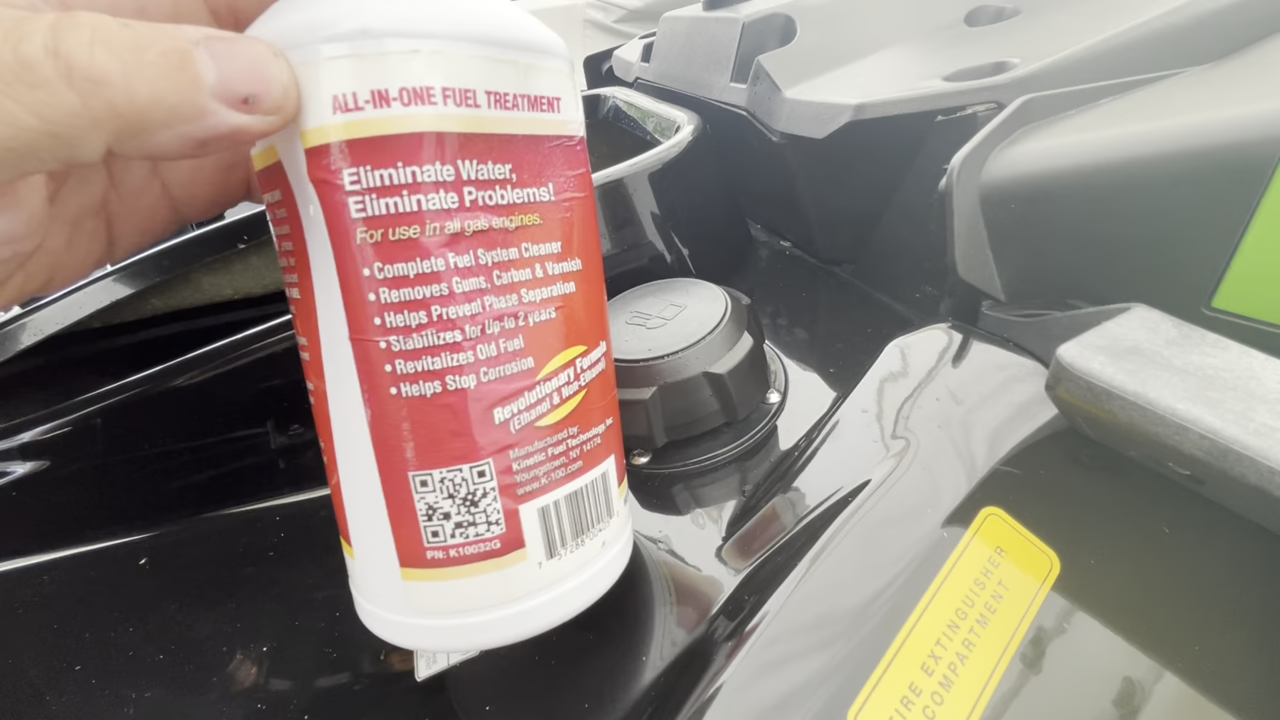 ALL-IN-ONE FUEL TREATMENT
Eliminate Water,
Eliminate Problems!
For use in all gas engines.
• Complete Fuel System Cleaner
• Removes Gums, Carbon & Varnish
• Helps Prevent Phase Separation
• Stabilizes for Up-to 2 years
• Revitalizes Old Fuel
• Helps Stop Corrosion
Revolutionary Formula
(Ethanol & Non-Ethanol)
Manufactured by:
Kinetic Fuel Technology, Inc
Youngstown, NY 14174
www.K-100.com
PN: K10032G
FIRE EXTINGUISHER
COMPARTMENT